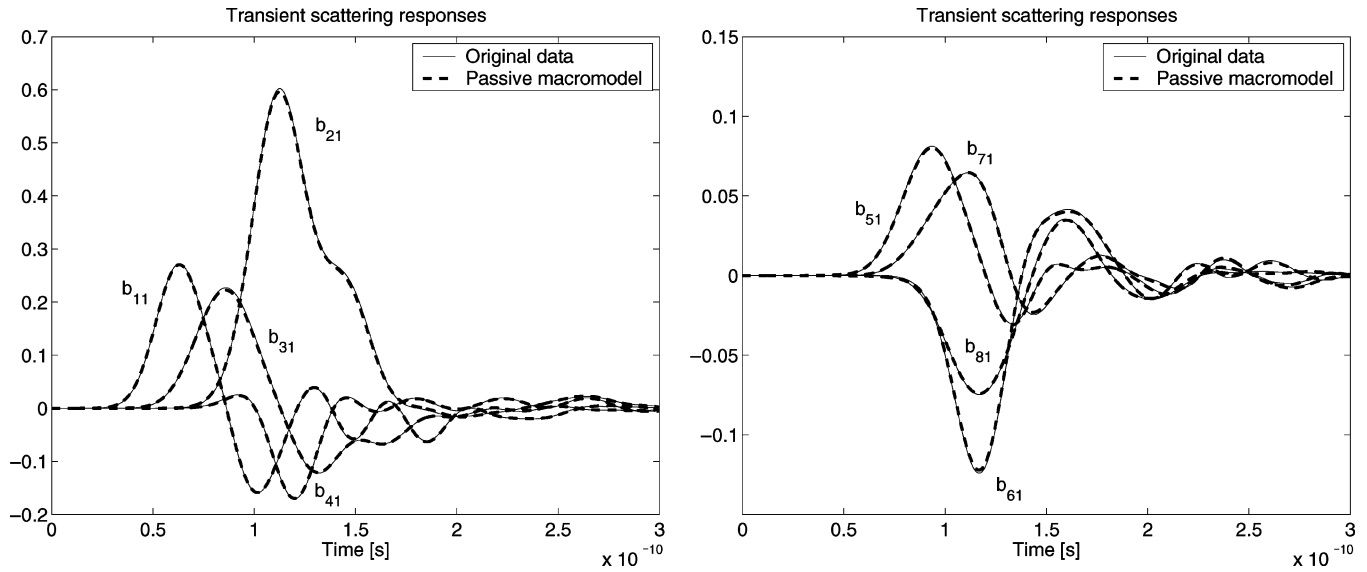 Transient scattering responses
0.7
0.6
0.5
0.4
0.3
0.2
0.1
0
−0.1
−0.2
Original data
Passive macromodel
b21
b11
b31
b41
0
0.5
1
1.5
2
2.5
3
Time [s]
x 10 -10
Transient scattering responses
0.15
0.1
0.05
0
−0.05
−0.1
Original data
Passive macromodel
b71
b51
b81
b61
0
0.5
1
1.5
2
2.5
3
Time [s]
x 10 -10